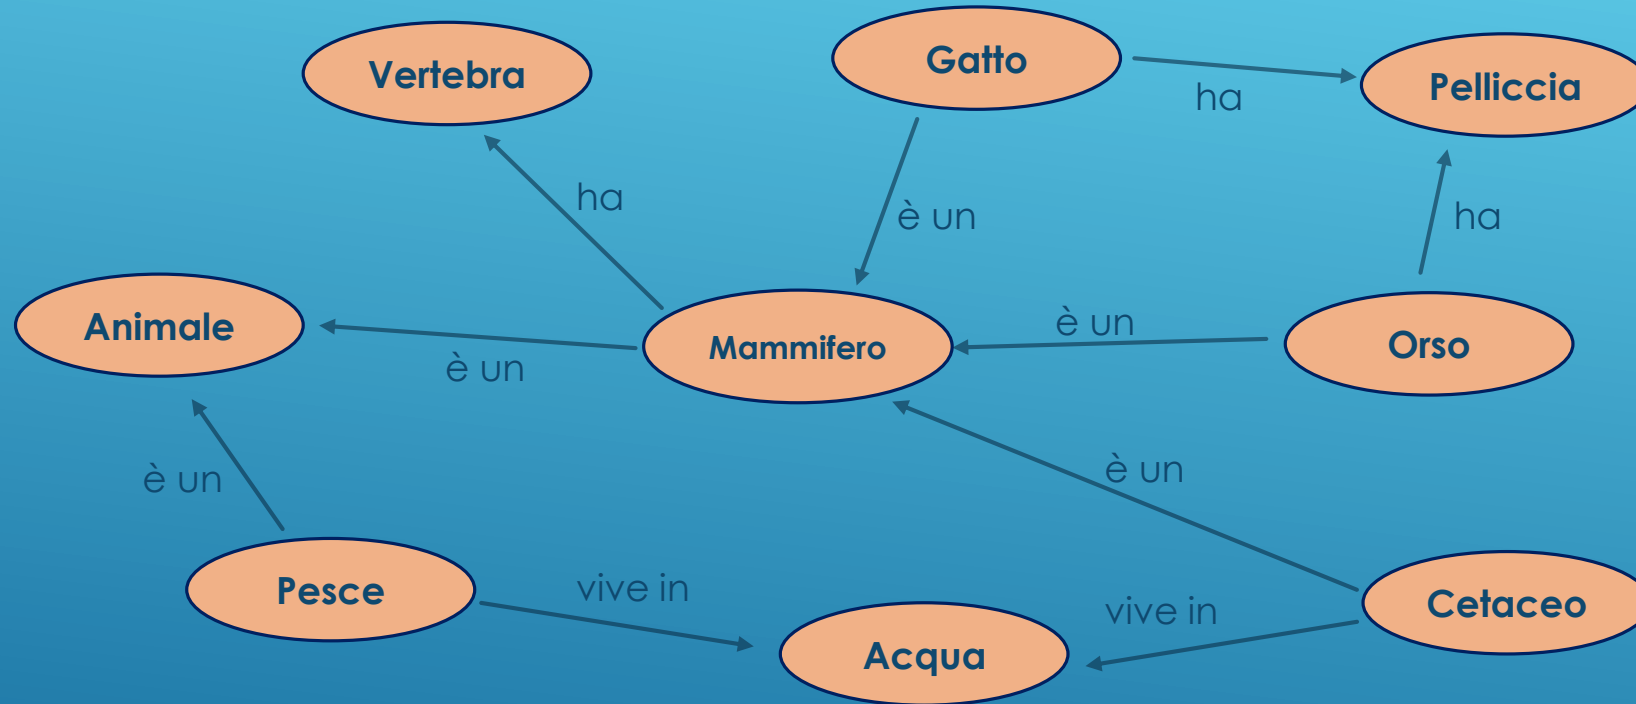 Gatto
Vertebra
Pelliccia
ha
ha
è un
ha
Animale
è un
Mammifero
Orso
è un
è un
è un
Pesce
vive in
Cetaceo
vive in
Acqua